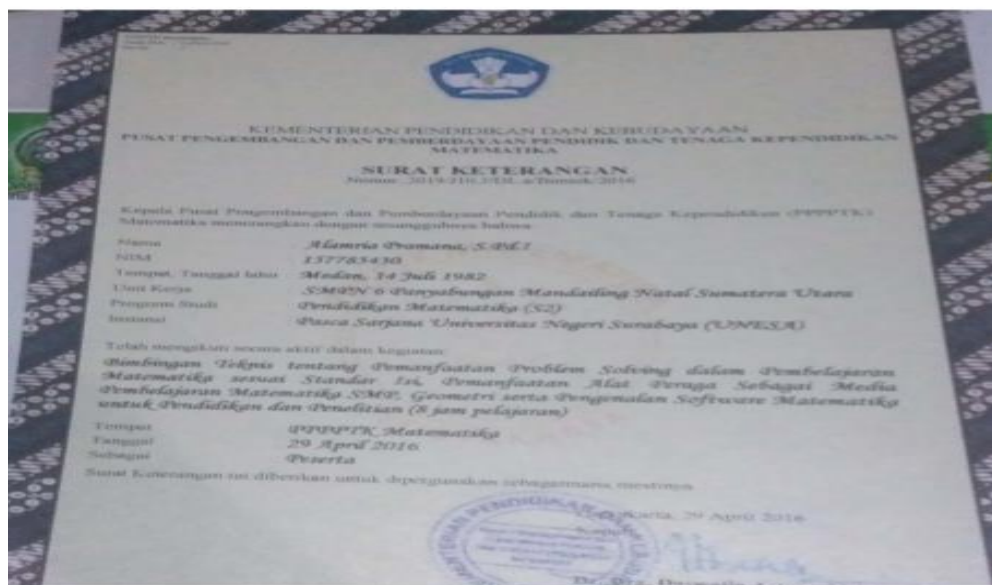 KEMENTERIAN PENDIDIKAN DAN KEBUDAYAAN
PUSAT PENGEMBANGAN DAN PEMBERDAYAAN PENDIDIK DAN TENAGA KEPENDIDIKAN
MATEMATIKA
SURAT KETERANGAN
Nomor
Kepala Pusat Pengembangan dan Pemberdayaan Pendidik dan Tenaga Kependidikan (PPPPTK)
Matematika menerangkan dengan sesungguhnya bahwa
Nama Alamria Pramana, S.Pd.I
NIM 137785430
Tempat, Tanggal lahir Medan, 14 Juli 1982
Unit Kerja SMPN 6 Panyabungan Mandailing Natal Sumatera Utara
Program Studi Pendidikan Matematika (S2)
Instansi Pasca Sarjana Universitas Negeri Surabaya (UNESA)
Telah mengikuti secara aktif dalam kegiatan:
Bimbingan Teknis tentang Pemanfaatan Problem Solving dalam Pembelajaran
Matematika sesuai Standar Isi, Pemanfaatan Alat Peraga Sebagai Media
Pembelajaran Matematika SMP, Geometri serta Pengenalan Software Matematika
untuk Pendidikan dan Penelitian (8 jam pelajaran)
Tempat PPPPTK Matematika
Tanggal 29 April 2016
Sebagai Peserta
Surat Keterangan ini diberikan untuk dipergunakan sebagaimana mestinya
29 April 2016